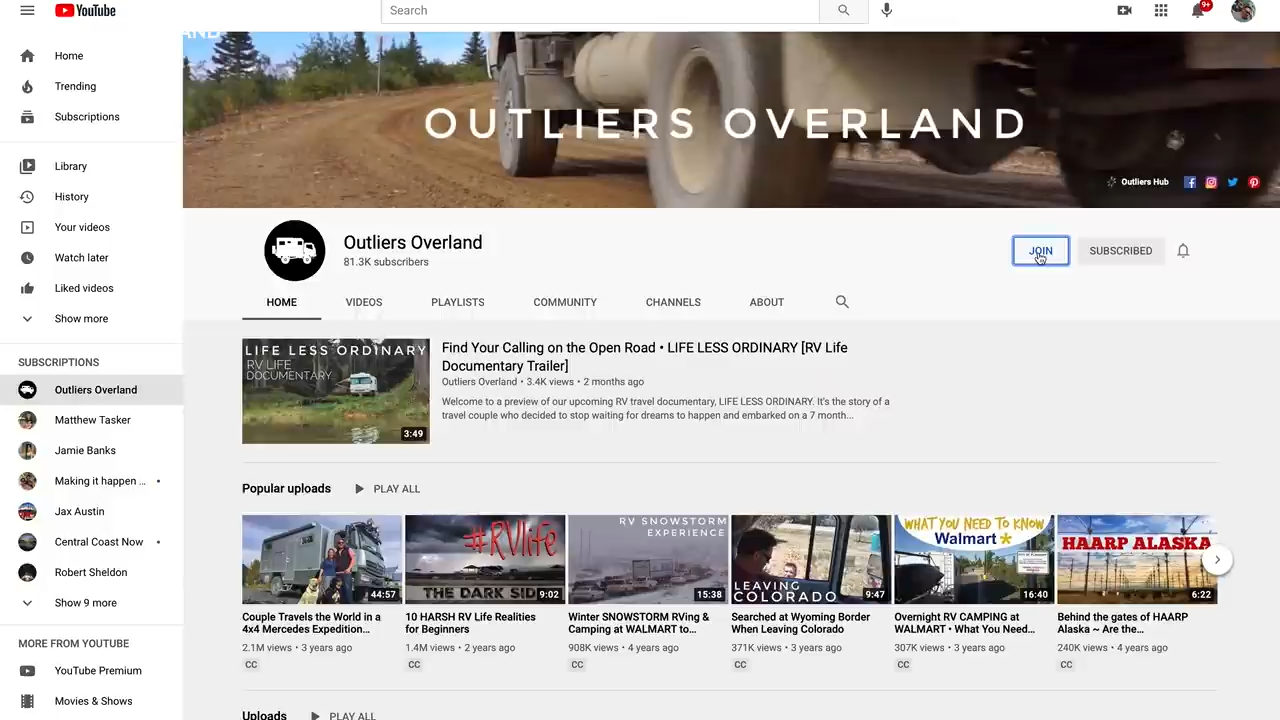 YouTube
Search
9+
Home
Trending
Subscriptions
Library
History
Your videos
Watch later
Liked videos
Show more
SUBSCRIPTIONS
Outliers Overland
Matthew Tasker
Jamie Banks
Making it happen ...
Jax Austin
Central Coast Now
Robert Sheldon
Show 9 more
MORE FROM YOUTUBE
YouTube Premium
Movies & Shows
OUTLIERS OVERLAND
Outliers Hub
Outliers Overland
81.3K subscribers
JOIN
SUBSCRIBED
HOME
VIDEOS
PLAYLISTS
COMMUNITY
CHANNELS
ABOUT
LIFE LESS ORDINARY
RV LIFE
DOCUMENTARY
3:49
Find Your Calling on the Open Road • LIFE LESS ORDINARY [RV Life
Documentary Trailer]
Outliers Overland • 3.4K views • 2 months ago
Welcome to a preview of our upcoming RV travel documentary, LIFE LESS ORDINARY. It's the story of a
travel couple who decided to stop waiting for dreams to happen and embarked on a 7 month...
Popular uploads
PLAY ALL
44:57
Couple Travels the World in a
4x4 Mercedes Expedition...
2.1M views • 3 years ago
CC
#RVlife
THE DARK SID
9:02
10 HARSH RV Life Realities
for Beginners
1.4M views • 2 years ago
CC
RV SNOWSTORM
EXPERIENCE
15:38
Winter SNOWSTORM RVing &
Camping at WALMART to...
908K views • 4 years ago
CC
LEAVING
COLORADO
9:47
Searched at Wyoming Border
When Leaving Colorado
371K views • 3 years ago
CC
WHAT YOU NEED TO KNOW
Walmart
16:40
Overnight RV CAMPING at
WALMART • What You Need...
307K views • 3 years ago
CC
HAARP ALASKA
6:22
Behind the gates of HAARP
Alaska ~ Are the...
240K views • 4 years ago
CC
Uploads
PLAY ALL